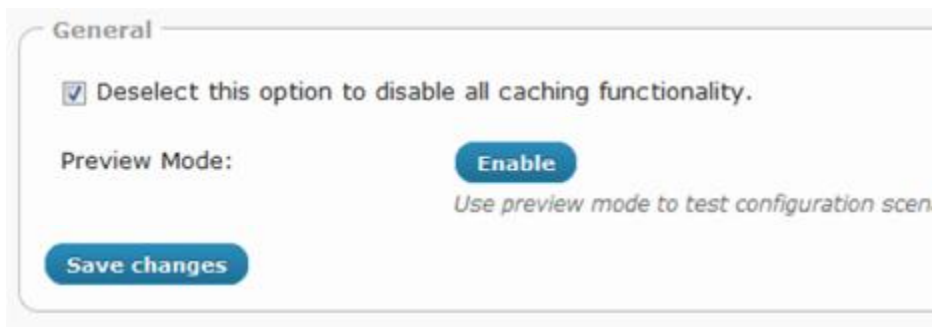 General
Deselect this option to disable all caching functionality.
Preview Mode:
Enable
Use preview mode to test configuration
Save changes